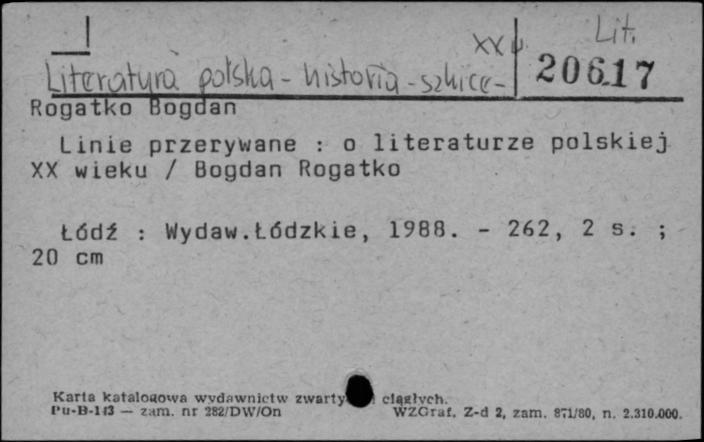 XX w. Lit.
Literatura polska - historia - szkice - 20617
Rogatko Bogdan
Linie przerywane : o literaturze polskiej
XX wieku / Bogdan Rogatko
Łódź : Wydaw.Łódzkie, 1988. - 262, 2 s. ;
20 cm
Karta katalogowa wydawnictw zwarty ciągłych.
Pu-B-143 — zam. nr 282/DW/On WZGraf. Z-d 2, zam. 871/80, n. 2.310.000.